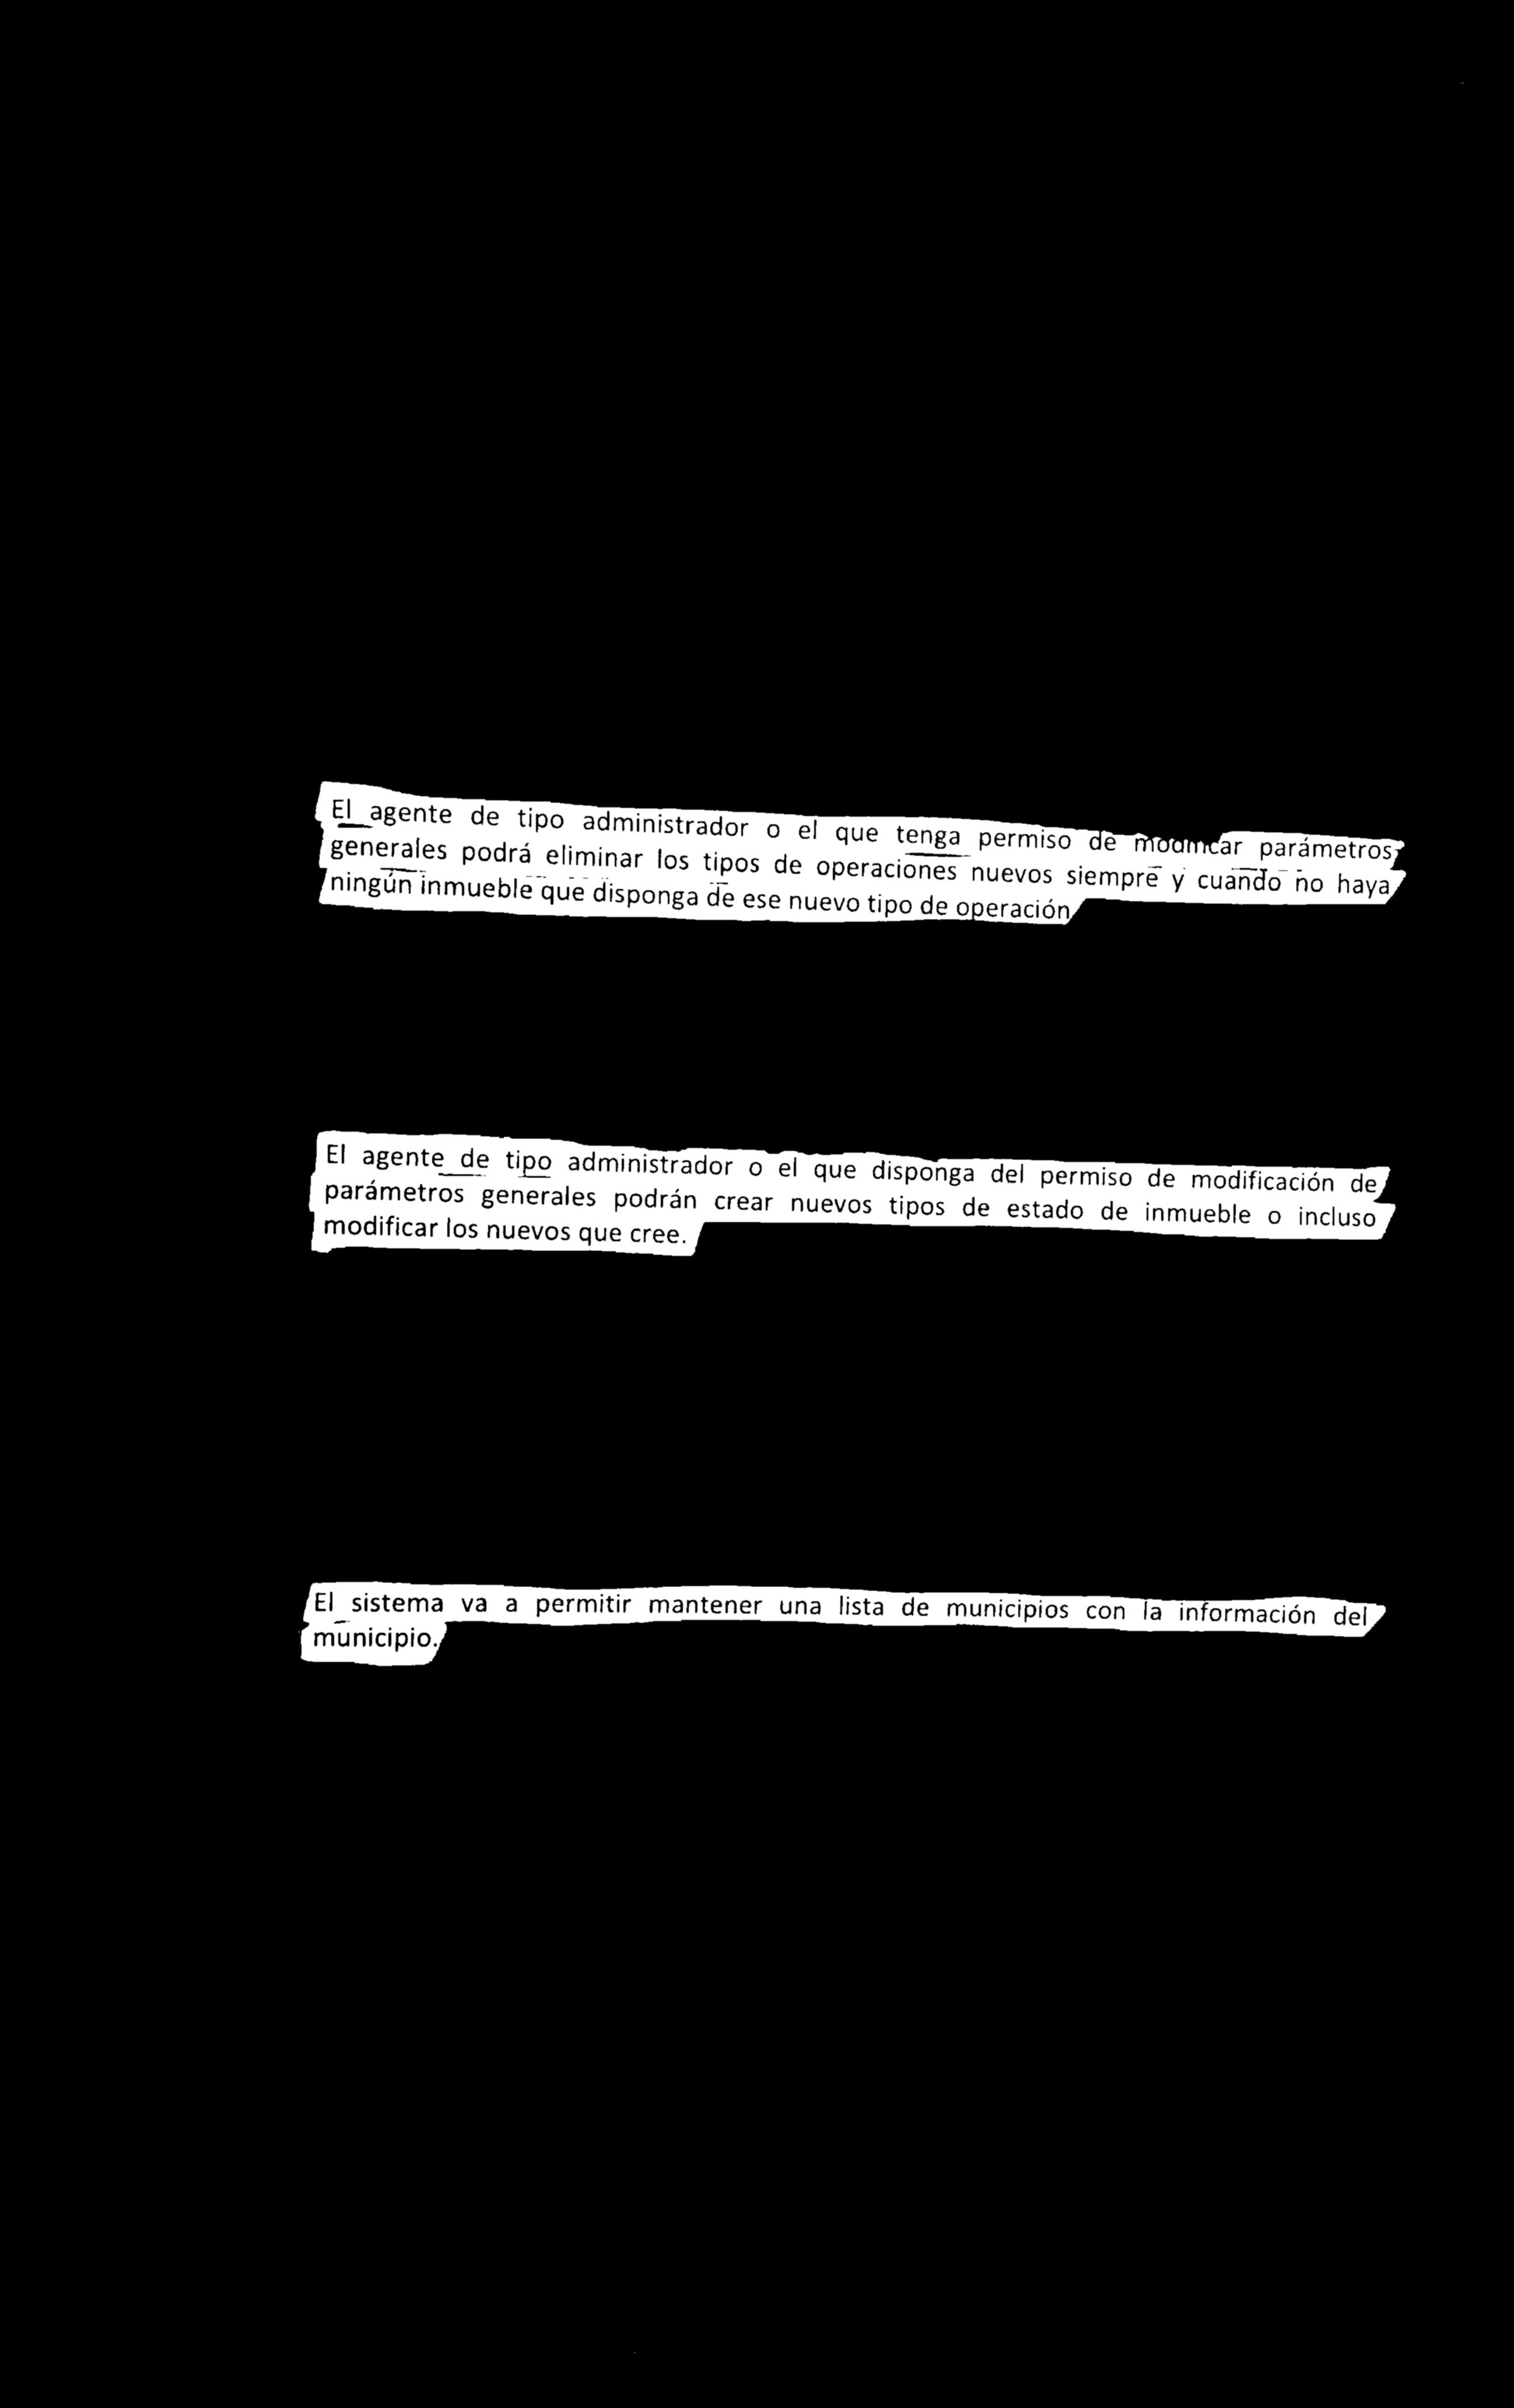 El agente de tipo administrador o el que tenga permiso de modificar parámetros
generales podrá eliminar los tipos de operaciones nuevos siempre y cuando no haya
ningún inmueble que disponga de ese nuevo tipo de operación
El agente de tipo administrador o el que disponga del permiso de modificación de
parámetros generales podrán crear nuevos tipos de estado de inmueble o incluso
modificar los nuevos que cree.
El sistema va a permitir mantener una lista de municipios con la información del
municipio.